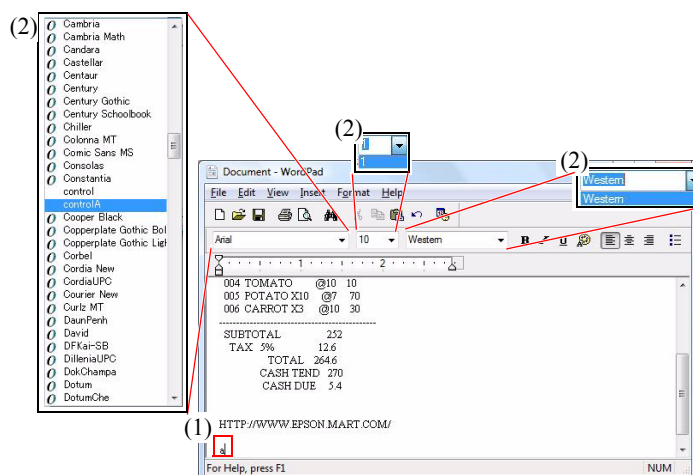 (2)
Cambria
Cambria Math
Candara
Castellar
Centaur
Century
Century Gothic
Century Schoolbook
Chiller
Colonna MT
Comic Sans MS
Consolas
Constantia
control
controlA
Cooper Black
Copperplate Gothic Bol
Copperplate Gothic Ligh
Corbel
Cordia New
CordiaUPC
Courier New
Curlz MT
DaunPenh
David
DFKai-SB
DilleniaUPC
DokChampa
Dotum
DotumChe
(2)
1
1
(2)
Western
Western
Document - WordPad
File Edit View Insert Format Help
Arial 10 Western
B I U
1 2
004 TOMATO @10 10
005 POTATO X10 @7 70
006 CARROT X3 @10 30
----------------------------------------
SUBTOTAL 252
TAX 5% 12.6
TOTAL 264.6
CASH TEND 270
CASH DUE 5.4
(1)
HTTP://WWW.EPSON.MART.COM/
a
For Help, press F1 NUM